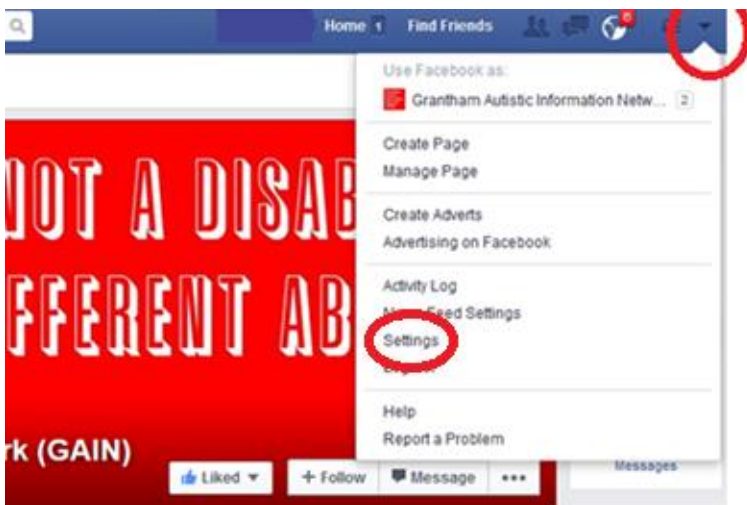 Home 1 Find Friends
Use Facebook as:
Grantham Autistic Information Netw... 2
Create Page
Manage Page
Create Adverts
Advertising on Facebook
Activity Log
Feed Settings
Settings
Help
Report a Problem
NOT A DISAB
FFERENT AB
rk (GAIN)
Liked + Follow Message
Messages